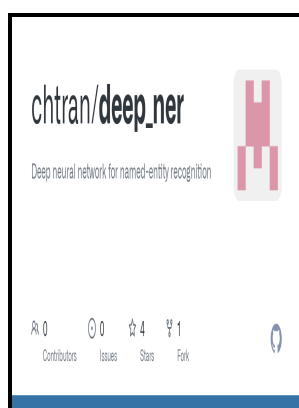 chtran/deep_ner
Deep neural network for named-entity recognition
0 0 4 1
Contributors Issues Stars Fork